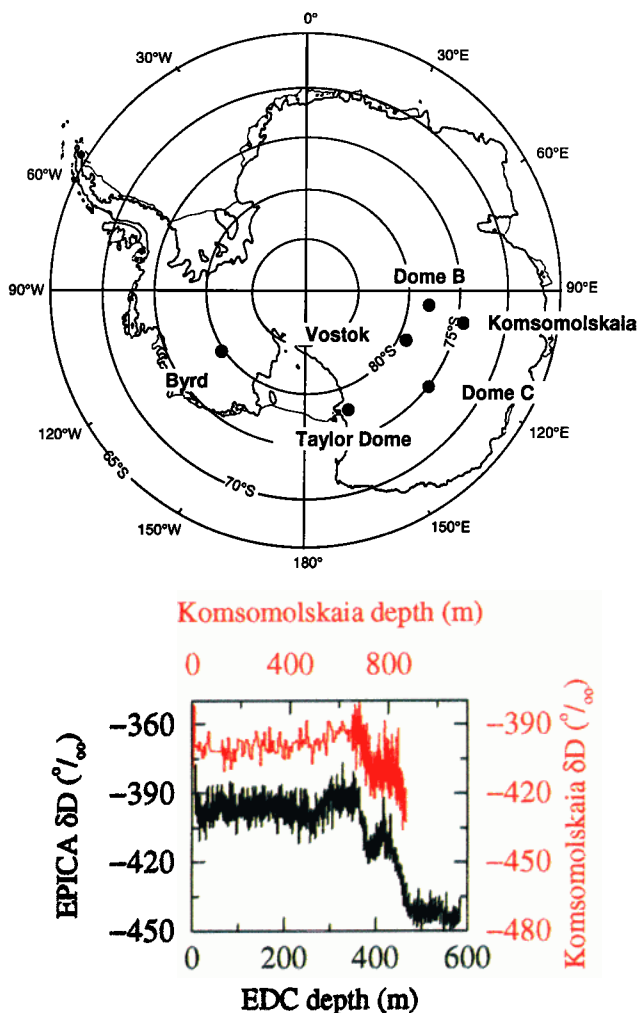 0°
30°W
30°E
60°W
60°E
90°W
90°E
Dome B
Vostok
Komsomolskaia
80°S
75°S
Byrd
Dome C
Taylor Dome
120°W
120°E
65°S
70°S
150°W
150°E
180°
Komsomolskaia depth (m)
0 400 800
−360 −390
−390 −420
−420 −450
−450 −480
EPICA δD (°/∞)
Komsomolskaia δD (°/∞)
0 200 400 600
EDC depth (m)